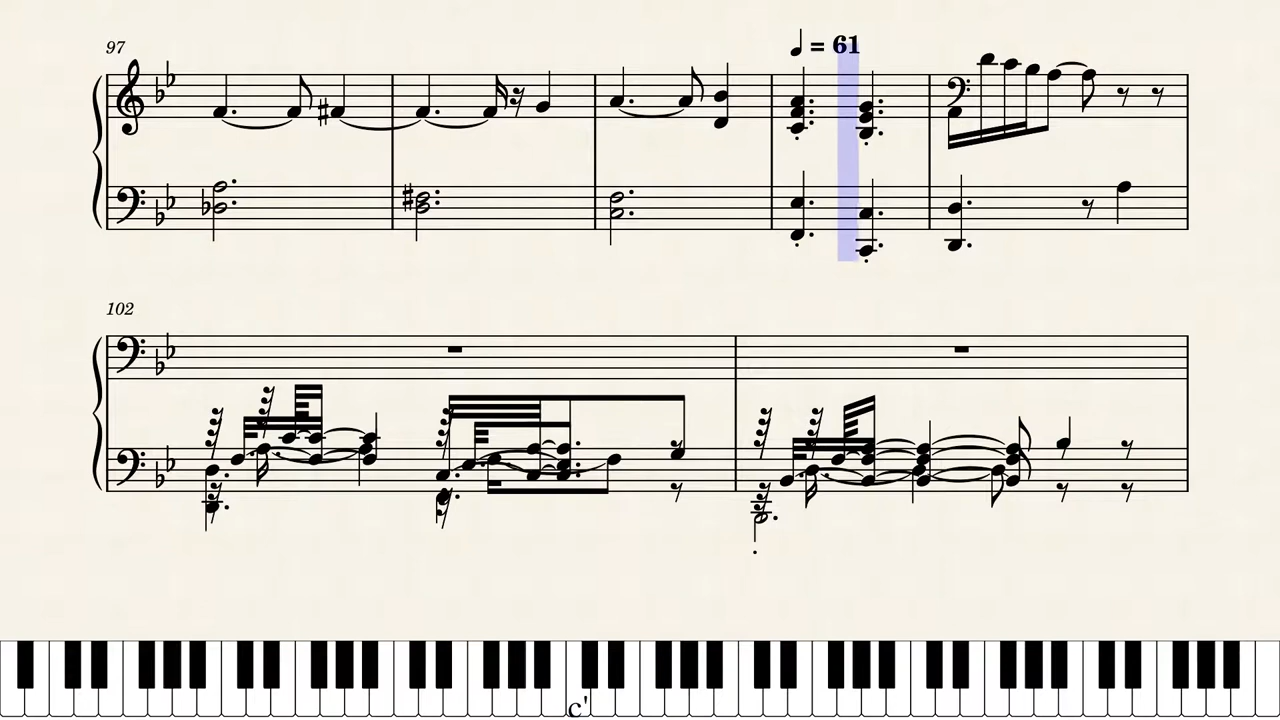 97
♩ = 61
102
c'